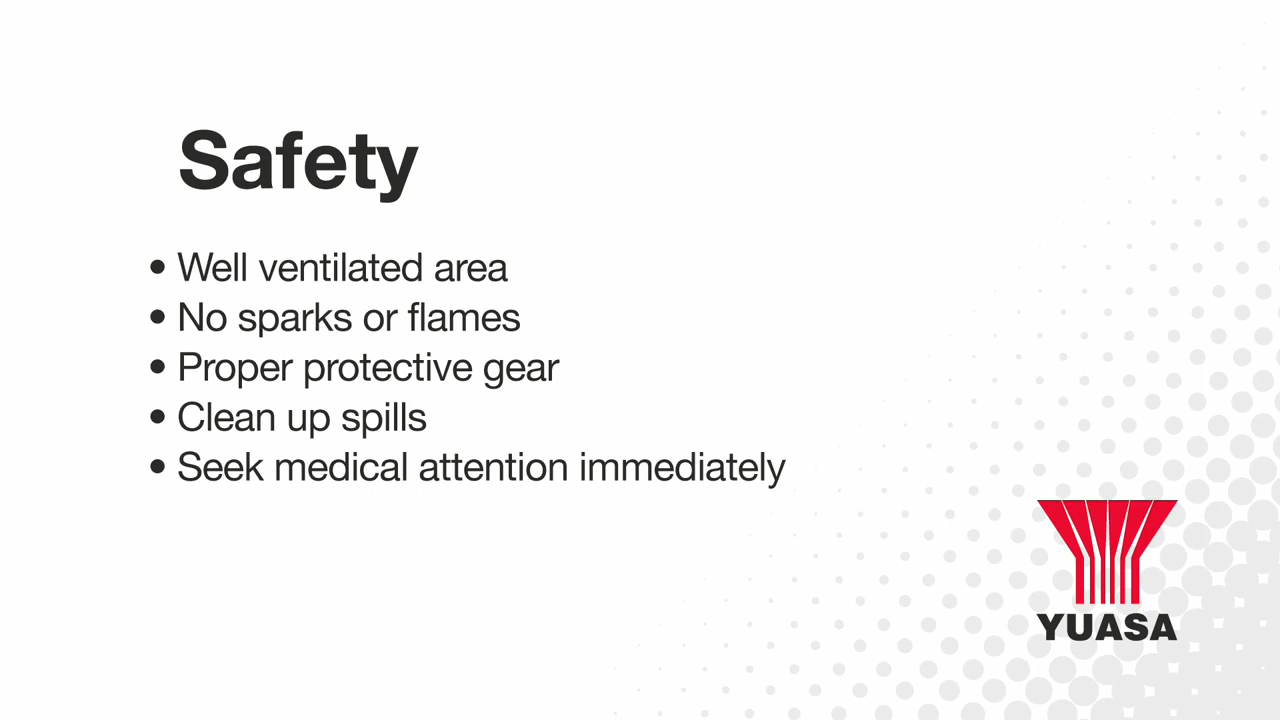 Safety
• Well ventilated area
• No sparks or flames
• Proper protective gear
• Clean up spills
• Seek medical attention immediately
YUASA